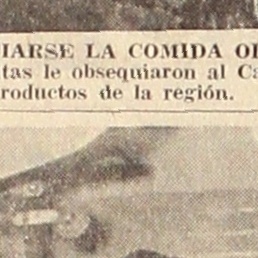 IARSE LA COMIDA
tas le obsequiaron al
roductos de la región.